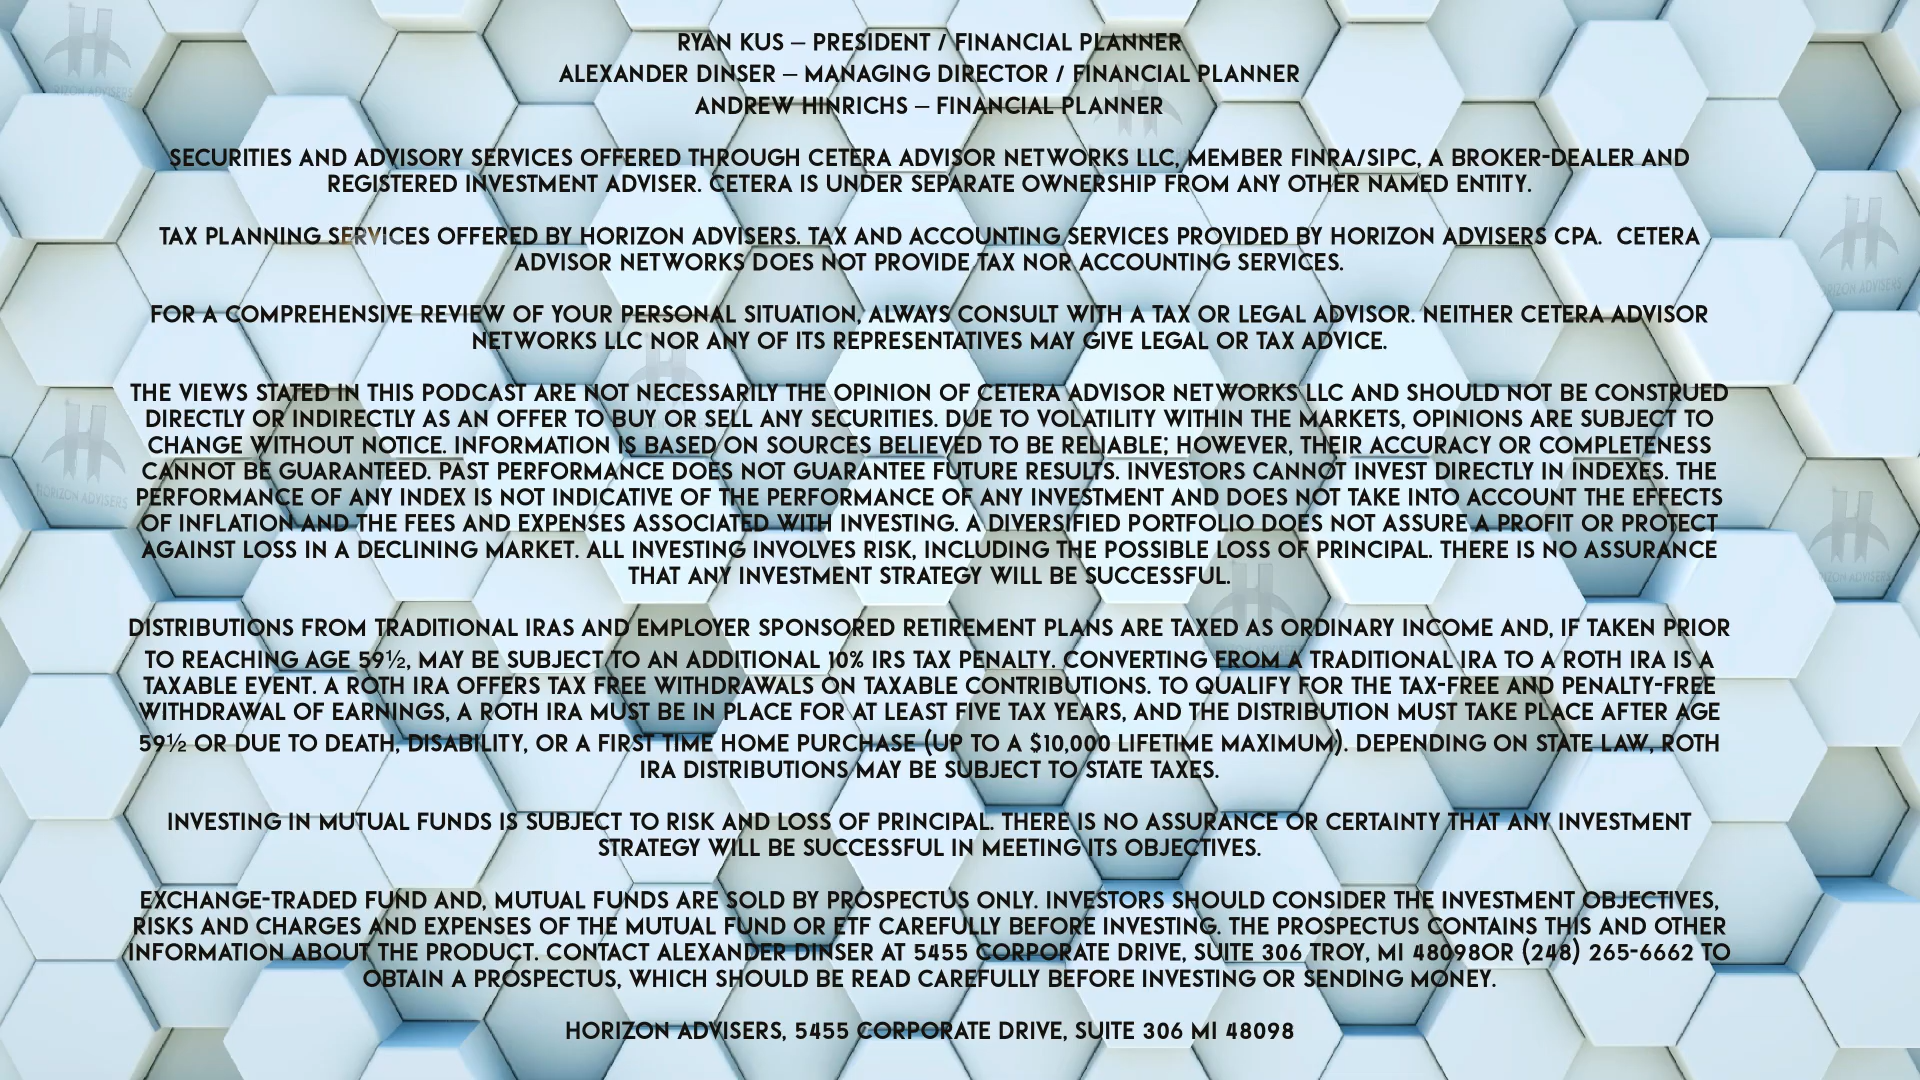 RYAN KUS – PRESIDENT / FINANCIAL PLANNER
ALEXANDER DINSER – MANAGING DIRECTOR / FINANCIAL PLANNER
ANDREW HINRICHS – FINANCIAL PLANNER
SECURITIES AND ADVISORY SERVICES OFFERED THROUGH CETERA ADVISOR NETWORKS LLC, MEMBER FINRA/SIPC, A BROKER-DEALER AND
REGISTERED INVESTMENT ADVISER. CETERA IS UNDER SEPARATE OWNERSHIP FROM ANY OTHER NAMED ENTITY.
TAX PLANNING SERVICES OFFERED BY HORIZON ADVISERS. TAX AND ACCOUNTING SERVICES PROVIDED BY HORIZON ADVISERS CPA. CETERA
ADVISOR NETWORKS DOES NOT PROVIDE TAX NOR ACCOUNTING SERVICES.
FOR A COMPREHENSIVE REVIEW OF YOUR PERSONAL SITUATION, ALWAYS CONSULT WITH A TAX OR LEGAL ADVISOR. NEITHER CETERA ADVISOR
NETWORKS LLC NOR ANY OF ITS REPRESENTATIVES MAY GIVE LEGAL OR TAX ADVICE.
THE VIEWS STATED IN THIS PODCAST ARE NOT NECESSARILY THE OPINION OF CETERA ADVISOR NETWORKS LLC AND SHOULD NOT BE CONSTRUED
DIRECTLY OR INDIRECTLY AS AN OFFER TO BUY OR SELL ANY SECURITIES. DUE TO VOLATILITY WITHIN THE MARKETS, OPINIONS ARE SUBJECT TO
CHANGE WITHOUT NOTICE. INFORMATION IS BASED ON SOURCES BELIEVED TO BE RELIABLE; HOWEVER, THEIR ACCURACY OR COMPLETENESS
CANNOT BE GUARANTEED. PAST PERFORMANCE DOES NOT GUARANTEE FUTURE RESULTS. INVESTORS CANNOT INVEST DIRECTLY IN INDEXES. THE
PERFORMANCE OF ANY INDEX IS NOT INDICATIVE OF THE PERFORMANCE OF ANY INVESTMENT AND DOES NOT TAKE INTO ACCOUNT THE EFFECTS
OF INFLATION AND THE FEES AND EXPENSES ASSOCIATED WITH INVESTING. A DIVERSIFIED PORTFOLIO DOES NOT ASSURE A PROFIT OR PROTECT
AGAINST LOSS IN A DECLINING MARKET. ALL INVESTING INVOLVES RISK, INCLUDING THE POSSIBLE LOSS OF PRINCIPAL. THERE IS NO ASSURANCE
THAT ANY INVESTMENT STRATEGY WILL BE SUCCESSFUL.
DISTRIBUTIONS FROM TRADITIONAL IRAS AND EMPLOYER SPONSORED RETIREMENT PLANS ARE TAXED AS ORDINARY INCOME AND, IF TAKEN PRIOR
TO REACHING AGE 59½, MAY BE SUBJECT TO AN ADDITIONAL 10% IRS TAX PENALTY. CONVERTING FROM A TRADITIONAL IRA TO A ROTH IRA IS A
TAXABLE EVENT. A ROTH IRA OFFERS TAX FREE WITHDRAWALS ON TAXABLE CONTRIBUTIONS. TO QUALIFY FOR THE TAX-FREE AND PENALTY-FREE
WITHDRAWAL OF EARNINGS, A ROTH IRA MUST BE IN PLACE FOR AT LEAST FIVE TAX YEARS, AND THE DISTRIBUTION MUST TAKE PLACE AFTER AGE
59½ OR DUE TO DEATH, DISABILITY, OR A FIRST TIME HOME PURCHASE (UP TO A $10,000 LIFETIME MAXIMUM). DEPENDING ON STATE LAW, ROTH
IRA DISTRIBUTIONS MAY BE SUBJECT TO STATE TAXES.
INVESTING IN MUTUAL FUNDS IS SUBJECT TO RISK AND LOSS OF PRINCIPAL. THERE IS NO ASSURANCE OR CERTAINTY THAT ANY INVESTMENT
STRATEGY WILL BE SUCCESSFUL IN MEETING ITS OBJECTIVES.
EXCHANGE-TRADED FUND AND, MUTUAL FUNDS ARE SOLD BY PROSPECTUS ONLY. INVESTORS SHOULD CONSIDER THE INVESTMENT OBJECTIVES,
RISKS AND CHARGES AND EXPENSES OF THE MUTUAL FUND OR ETF CAREFULLY BEFORE INVESTING. THE PROSPECTUS CONTAINS THIS AND OTHER
INFORMATION ABOUT THE PRODUCT. CONTACT ALEXANDER DINSER AT 5455 CORPORATE DRIVE, SUITE 306 TROY, MI 48098OR (248) 265-6662 TO
OBTAIN A PROSPECTUS, WHICH SHOULD BE READ CAREFULLY BEFORE INVESTING OR SENDING MONEY.
HORIZON ADVISERS, 5455 CORPORATE DRIVE, SUITE 306 MI 48098
HORIZON ADVISERS